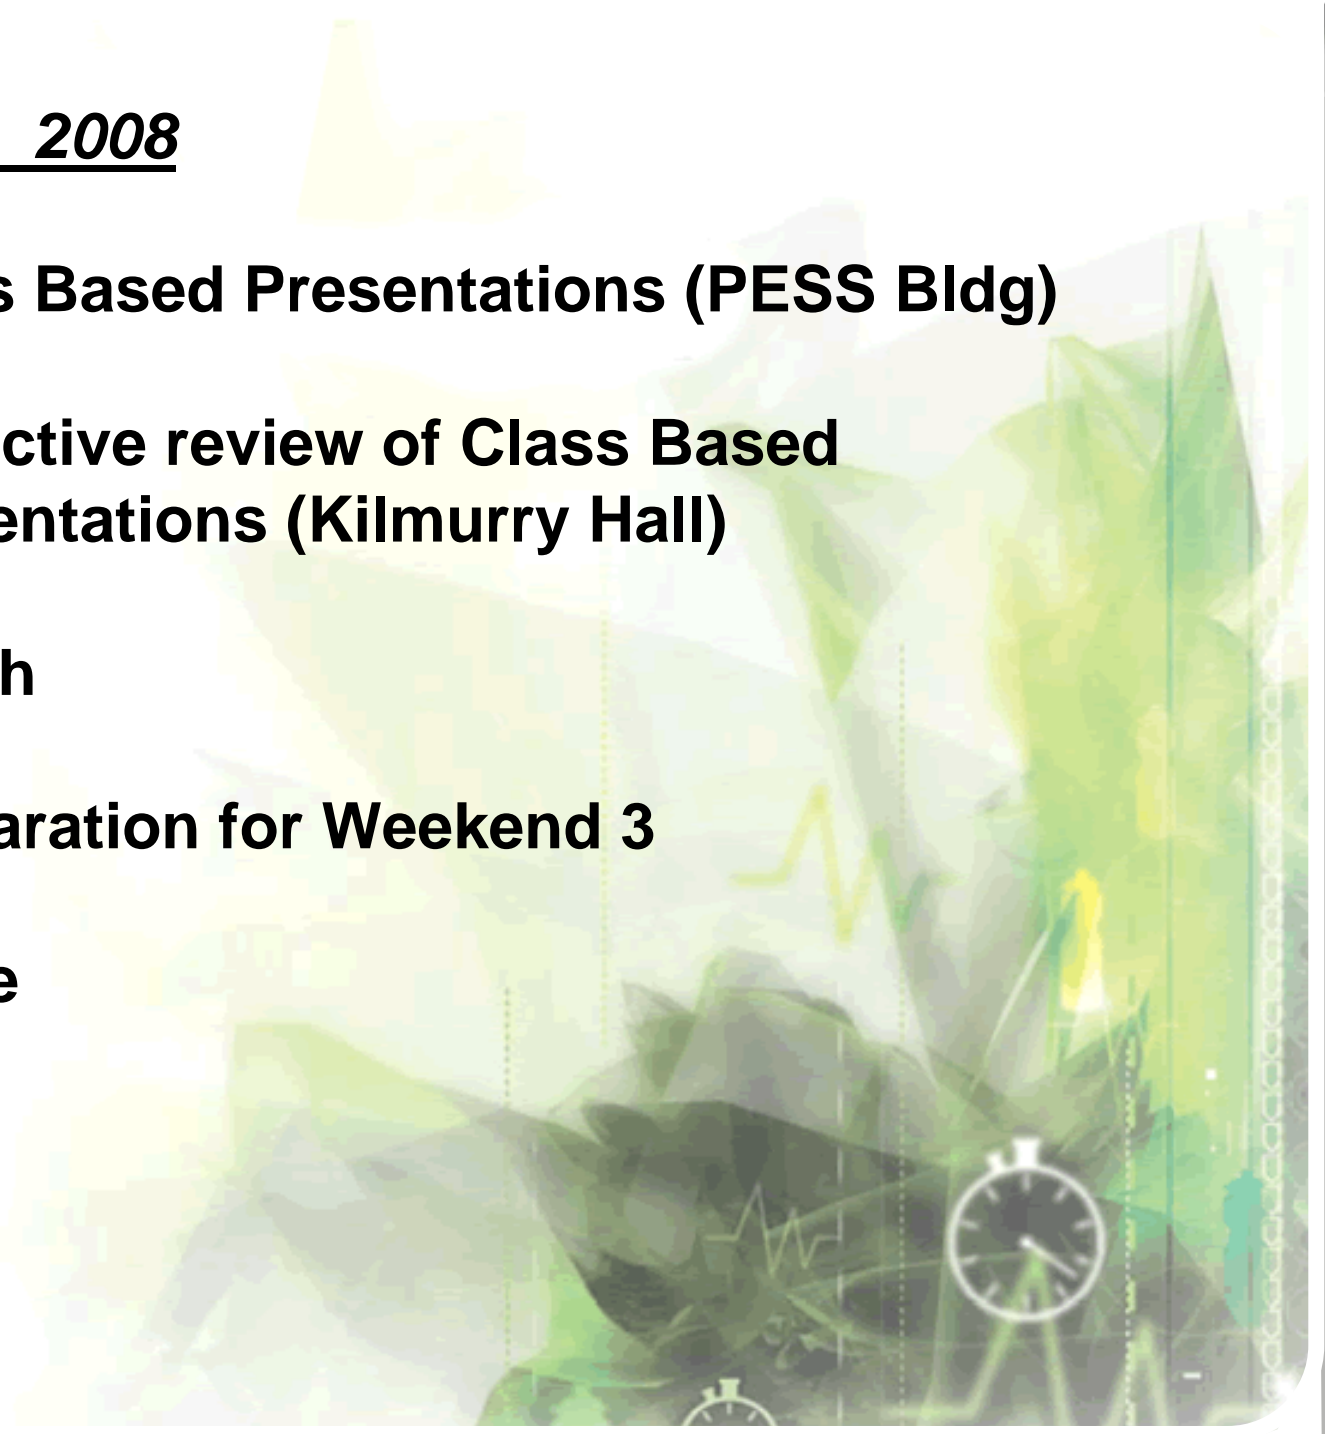 2008
s Based Presentations (PESS Bldg)
ctive review of Class Based
entations (Kilmurry Hall)
h
aration for Weekend 3
e